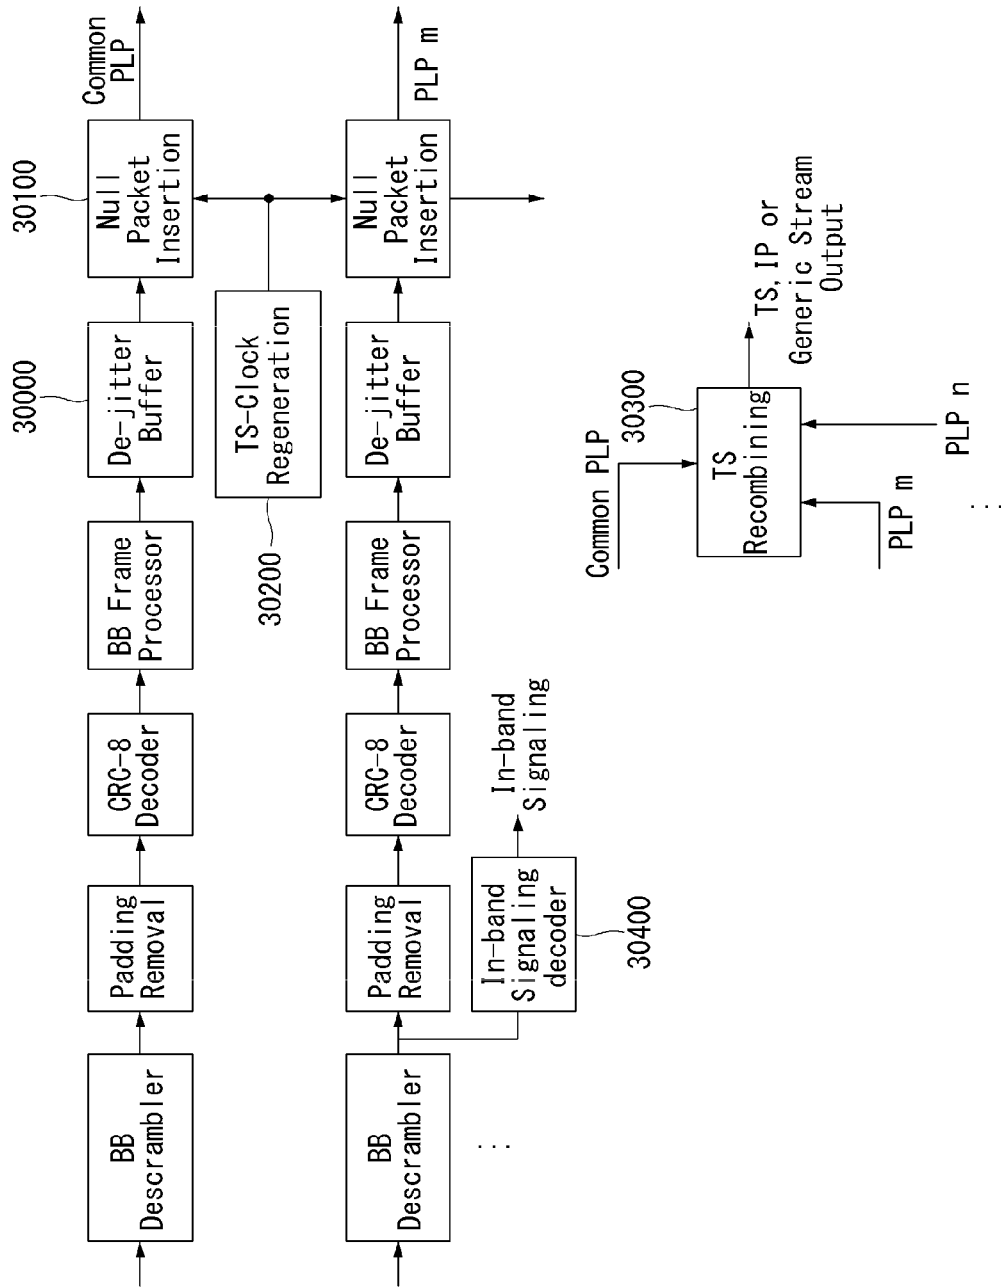 BB
Descrambler
Padding
Removal
CRC-8
Decoder
BB Frame
Processor
De-jitter
Buffer
30000
Null
Packet
Insertion
30100
Common
PLP
TS-Clock
Regeneration
30200
BB
Descrambler
Padding
Removal
CRC-8
Decoder
BB Frame
Processor
De-jitter
Buffer
Null
Packet
Insertion
PLP m
...
In-band
Signaling
decoder
30400
In-band
Signaling
Common PLP
30300
TS
Recombining
TS, IP or
Generic Stream
Output
PLP m
PLP n
...